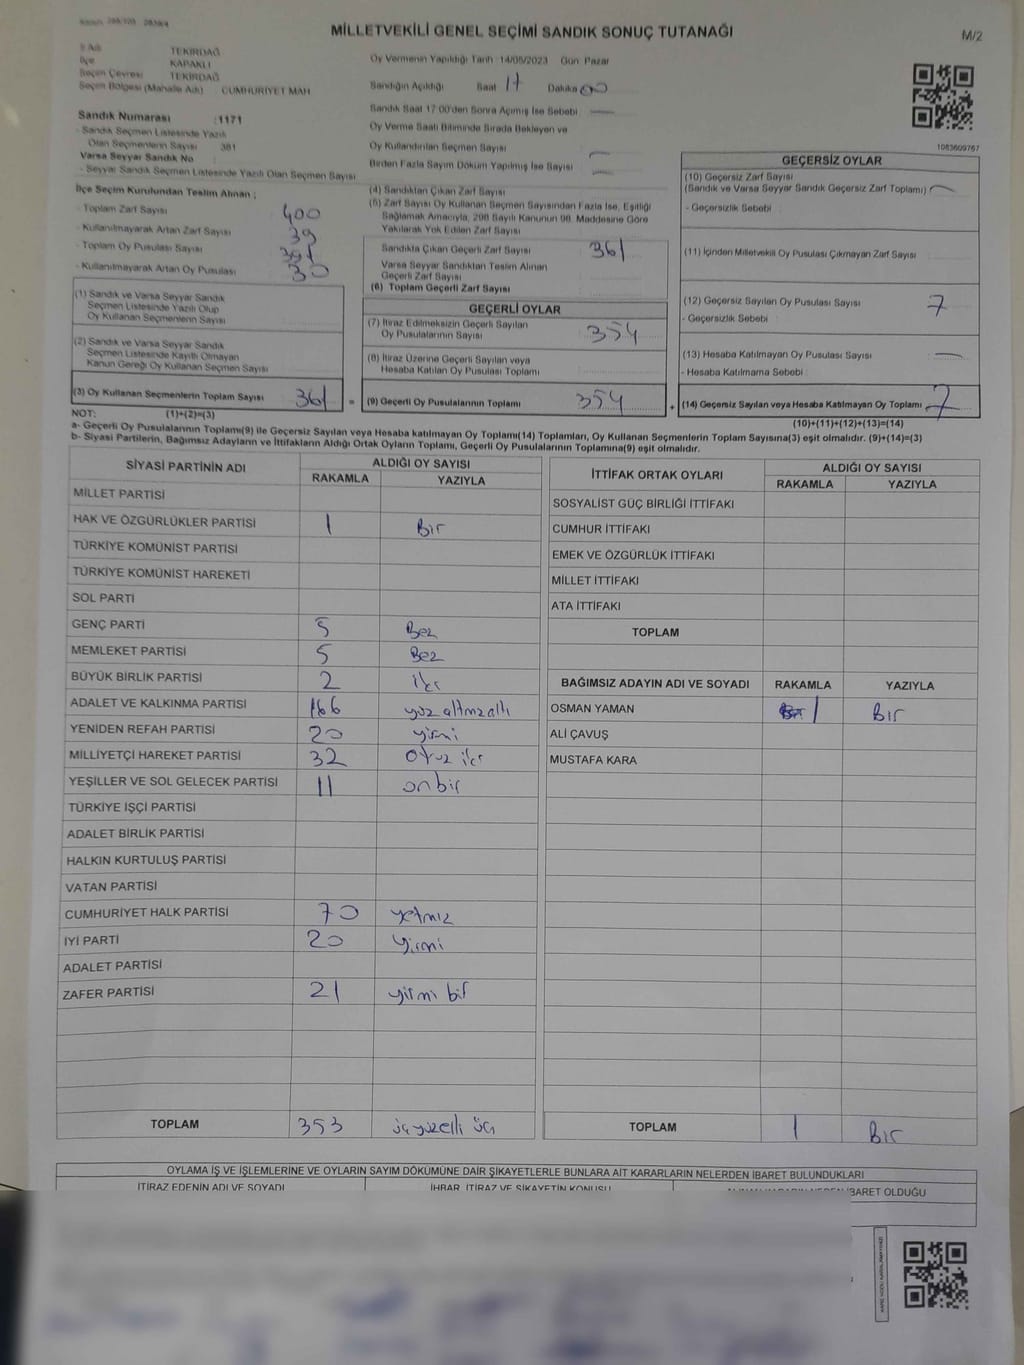 MİLLETVEKİLİ GENEL SEÇİMİ SANDIK SONUÇ TUTANAĞI
M/2
İl Adı TEKİRDAĞ
İlçe KAPAKLI
Seçim Çevresi TEKİRDAĞ
Seçim Bölgesi (Mahalle Adı) CUMHURİYET MAH
Oy Vermenin Yapıldığı Tarih 14/05/2023 Gün Pazar
Sandığın Açıldığı Saat 17 Dakika 00
Sandık Saat 17.00'den Sonra Açılmış İse Sebebi
Oy Verme Saati Bitiminde Sırada Bekleyen ve
Oy Kullandırılan Seçmen Sayısı
Birden Fazla Sayım Döküm Yapılmış İse Sayısı
Sandık Numarası : 1171
- Sandık Seçmen Listesinde Yazılı
Olan Seçmenlerin Sayısı 381
Varsa Seyyar Sandık No
- Seyyar Sandık Seçmen Listesinde Yazılı Olan Seçmen Sayısı
1083609767
İlçe Seçim Kurulundan Teslim Alınan ;
- Toplam Zarf Sayısı 400
- Kullanılmayarak Artan Zarf Sayısı 39
- Toplam Oy Pusulası Sayısı
- Kullanılmayarak Artan Oy Pusulası 30
(1) Sandık ve Varsa Seyyar Sandık
Seçmen Listesinde Yazılı Olup
Oy Kullanan Seçmenlerin Sayısı
(2) Sandık ve Varsa Seyyar Sandık
Seçmen Listesinde Kayıtlı Olmayan
Kanun Gereği Oy Kullanan Seçmen Sayısı
(3) Oy Kullanan Seçmenlerin Toplam Sayısı 361 =
(4) Sandıktan Çıkan Zarf Sayısı
(5) Zarf Sayısı Oy Kullanan Seçmen Sayısından Fazla İse, Eşitliği
Sağlamak Amacıyla, 298 Sayılı Kanunun 98. Maddesine Göre
Yakılarak Yok Edilen Zarf Sayısı
Sandıkta Çıkan Geçerli Zarf Sayısı 361
Varsa Seyyar Sandıktan Teslim Alınan
Geçerli Zarf Sayısı
(6) Toplam Geçerli Zarf Sayısı
GEÇERLİ OYLAR
(7) İtiraz Edilmeksizin Geçerli Sayılan
Oy Pusulalarının Sayısı 354
(8) İtiraz Üzerine Geçerli Sayılan veya
Hesaba Katılan Oy Pusulası Toplamı
(9) Geçerli Oy Pusulalarının Toplamı 354 +
GEÇERSİZ OYLAR
(10) Geçersiz Zarf Sayısı
(Sandık ve Varsa Seyyar Sandık Geçersiz Zarf Toplamı)
- Geçersizlik Sebebi
(11) İçinden Milletvekili Oy Pusulası Çıkmayan Zarf Sayısı
(12) Geçersiz Sayılan Oy Pusulası Sayısı 7
- Geçersizlik Sebebi
(13) Hesaba Katılmayan Oy Pusulası Sayısı
- Hesaba Katılmama Sebebi
(14) Geçersiz Sayılan veya Hesaba Katılmayan Oy Toplamı 7
NOT: (1)+(2)=(3)
(10)+(11)+(12)+(13)=(14)
a- Geçerli Oy Pusulalarının Toplamı(9) ile Geçersiz Sayılan veya Hesaba katılmayan Oy Toplamı(14) Toplamları, Oy Kullanan Seçmenlerin Toplam Sayısına(3) eşit olmalıdır. (9)+(14)=(3)
b- Siyasi Partilerin, Bağımsız Adayların ve İttifakların Aldığı Ortak Oyların Toplamı, Geçerli Oy Pusulalarının Toplamına(9) eşit olmalıdır.
SİYASİ PARTİNİN ADI ALDIĞI OY SAYISI
RAKAMLA YAZIYLA
MİLLET PARTİSİ
HAK VE ÖZGÜRLÜKLER PARTİSİ 1 Bir
TÜRKİYE KOMÜNİST PARTİSİ
TÜRKİYE KOMÜNİST HAREKETİ
SOL PARTİ
GENÇ PARTİ 5 Beş
MEMLEKET PARTİSİ 5 Beş
BÜYÜK BİRLİK PARTİSİ 2 iki
ADALET VE KALKINMA PARTİSİ 166 yüz altmışaltı
YENİDEN REFAH PARTİSİ 20 yirmi
MİLLİYETÇİ HAREKET PARTİSİ 32 Otuz iki
YEŞİLLER VE SOL GELECEK PARTİSİ 11 onbir
TÜRKİYE İŞÇİ PARTİSİ
ADALET BİRLİK PARTİSİ
HALKIN KURTULUŞ PARTİSİ
VATAN PARTİSİ
CUMHURİYET HALK PARTİSİ 70 yetmiş
İYİ PARTİ 20 Yirmi
ADALET PARTİSİ
ZAFER PARTİSİ 21 yirmi bir
TOPLAM 353 üçyüzelli üç
İTTİFAK ORTAK OYLARI ALDIĞI OY SAYISI
RAKAMLA YAZIYLA
SOSYALİST GÜÇ BİRLİĞİ İTTİFAKI
CUMHUR İTTİFAKI
EMEK VE ÖZGÜRLÜK İTTİFAKI
MİLLET İTTİFAKI
ATA İTTİFAKI
TOPLAM
BAĞIMSIZ ADAYIN ADI VE SOYADI RAKAMLA YAZIYLA
OSMAN YAMAN 1 Bir
ALİ ÇAVUŞ
MUSTAFA KARA
TOPLAM 1 Bir
OYLAMA İŞ VE İŞLEMLERİNE VE OYLARIN SAYIM DÖKÜMÜNE DAİR ŞİKAYETLERLE BUNLARA AİT KARARLARIN NELERDEN İBARET BULUNDUKLARI
İTİRAZ EDENİN ADI VE SOYADI İHBAR, İTİRAZ VE ŞİKAYETİN KONUSU İBARET OLDUĞU